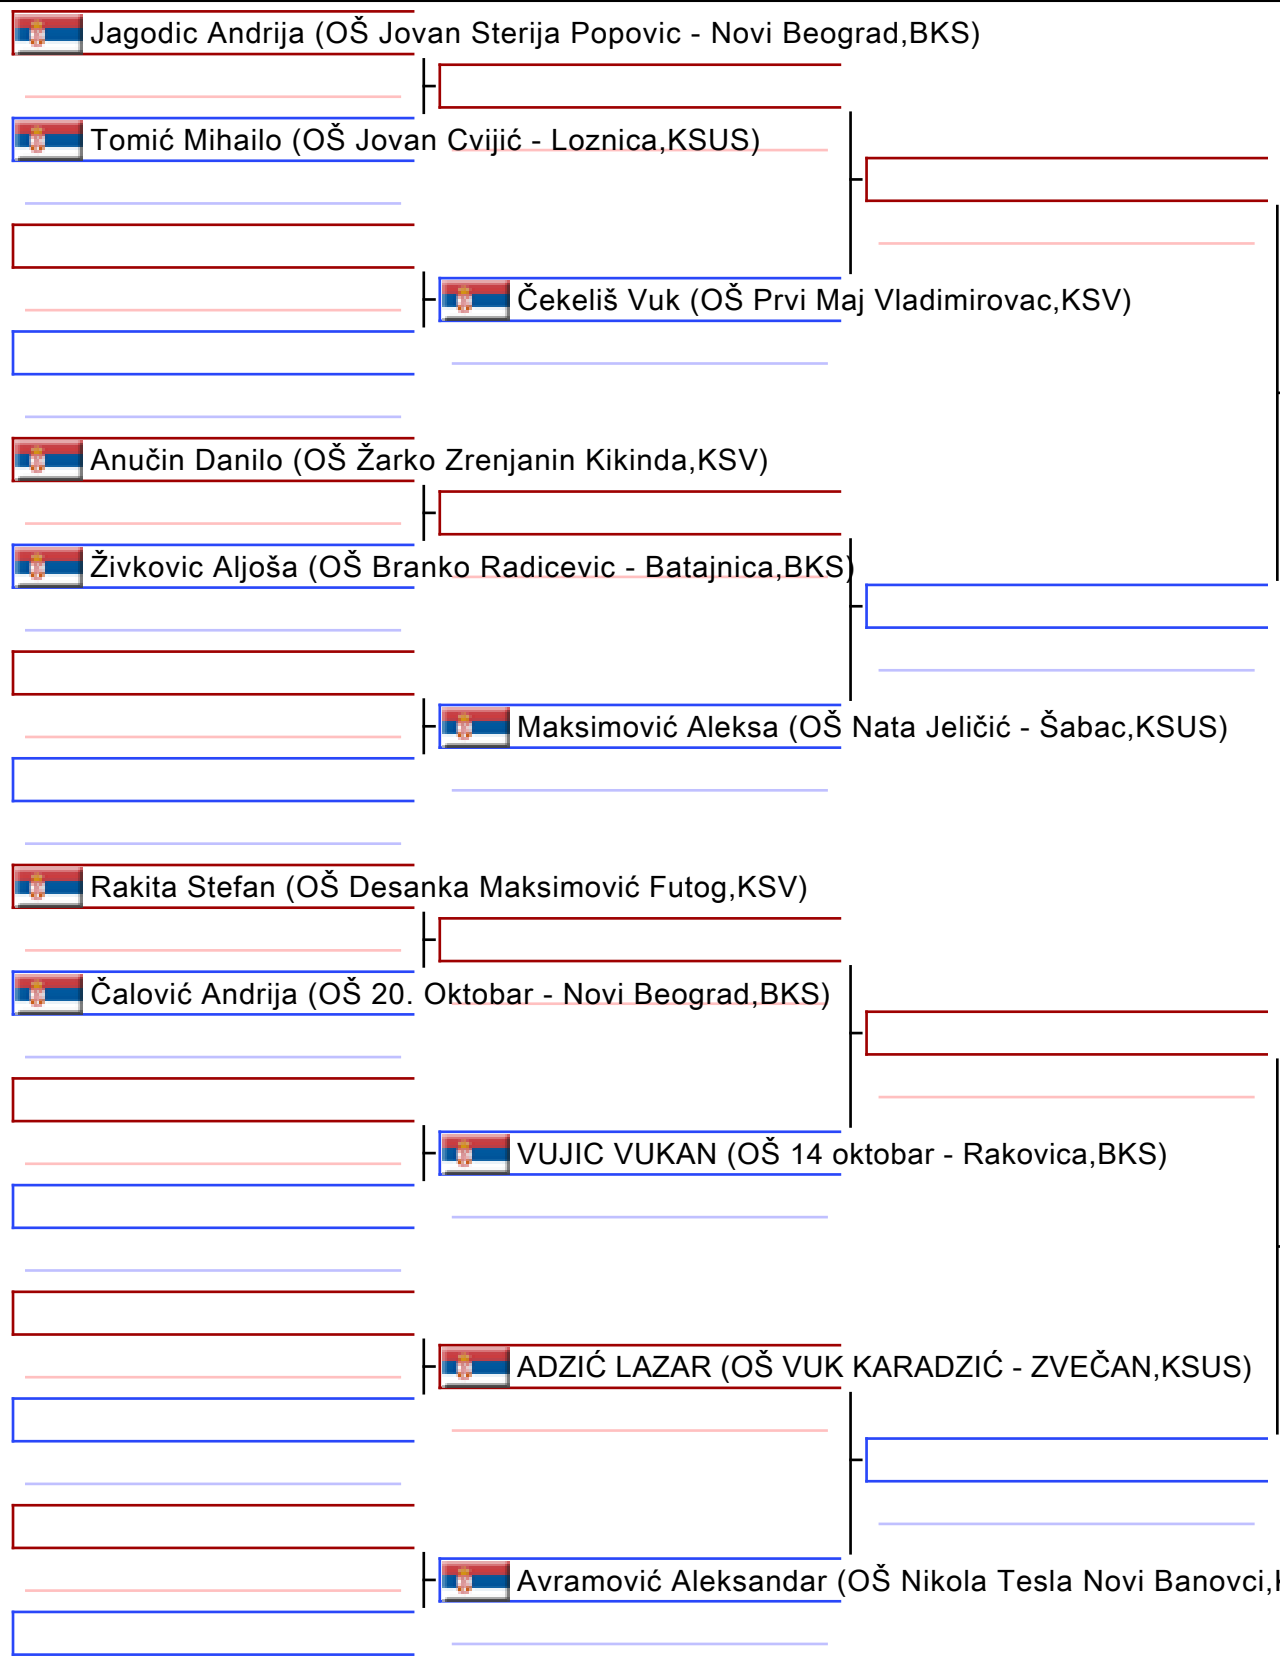 Jagodic Andrija (OŠ Jovan Sterija Popovic - Novi Beograd,BKS)
Tomić Mihailo (OŠ Jovan Cvijić - Loznica,KSUS)
Čekeliš Vuk (OŠ Prvi Maj Vladimirovac,KSV)
Anučin Danilo (OŠ Žarko Zrenjanin Kikinda,KSV)
Živkovic Aljoša (OŠ Branko Radicevic - Batajnica,BKS)
Maksimović Aleksa (OŠ Nata Jeličić - Šabac,KSUS)
Rakita Stefan (OŠ Desanka Maksimović Futog,KSV)
Čalović Andrija (OŠ 20. Oktobar - Novi Beograd,BKS)
VUJIC VUKAN (OŠ 14 oktobar - Rakovica,BKS)
ADZIĆ LAZAR (OŠ VUK KARADZIĆ - ZVEČAN,KSUS)
Avramović Aleksandar (OŠ Nikola Tesla Novi Banovci,